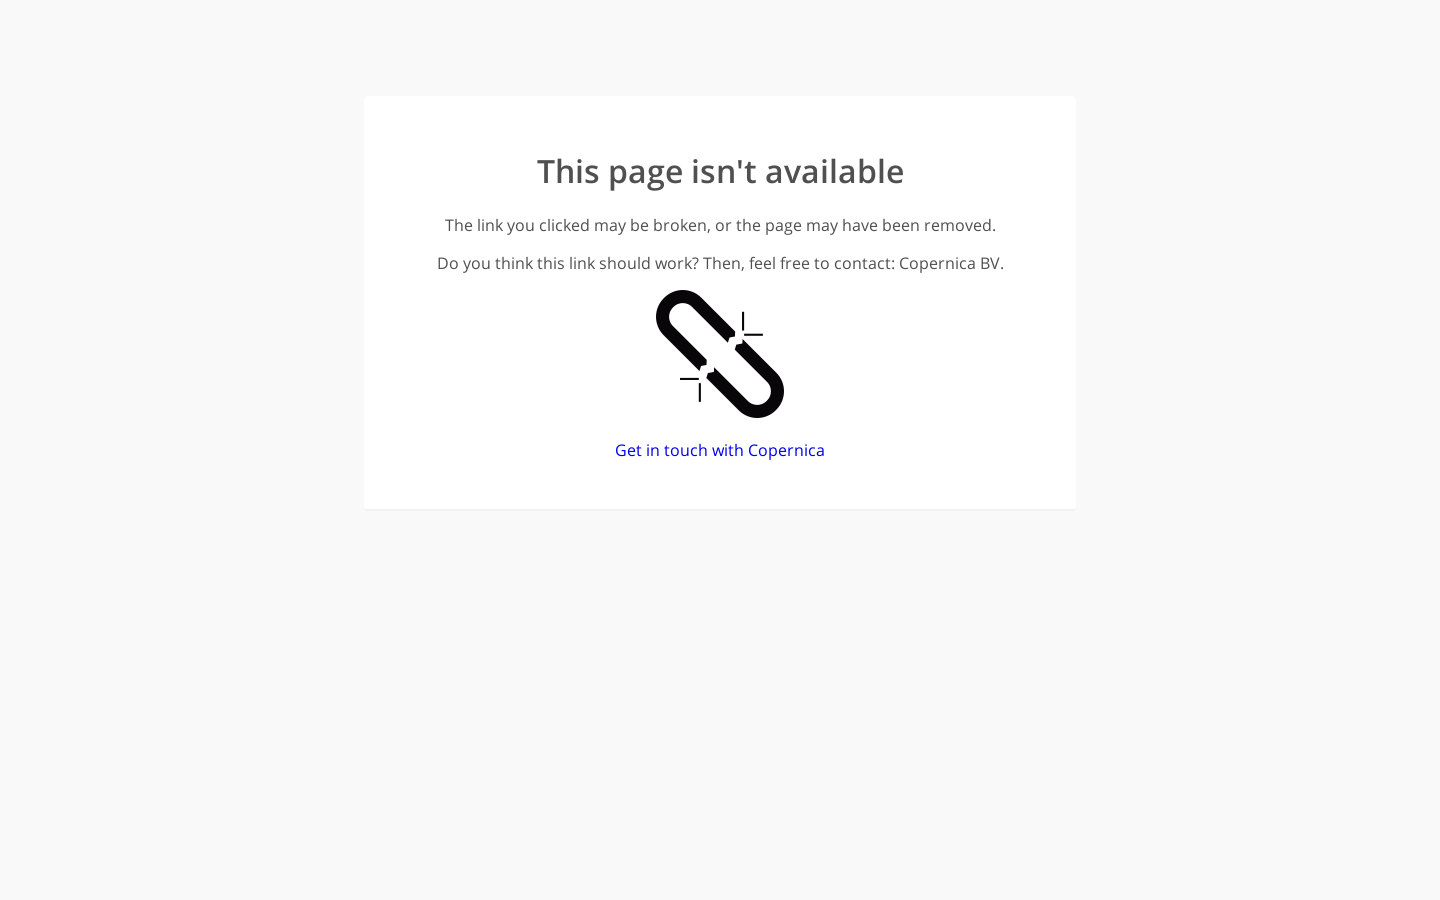 This page isn't available
The link you clicked may be broken, or the page may have been removed.
Do you think this link should work? Then, feel free to contact: Copernica BV.
Get in touch with Copernica